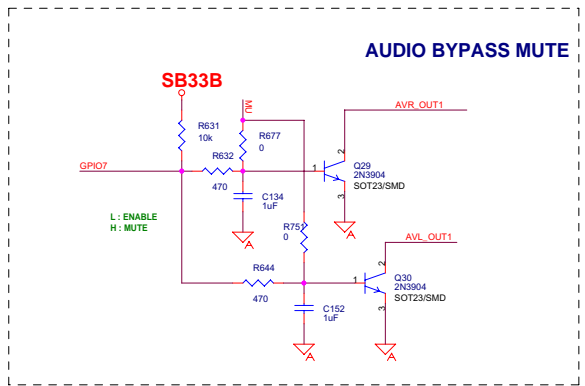 AUDIO BYPASS MUTE
SB33B
MU
AVR_OUT1
R631
10k
R677
0
GPIO7
R632
470
1
2
3
Q29
2N3904
SOT23/SMD
C134
1uF
A
A
L : ENABLE
H : MUTE
R751
0
AVL_OUT1
R644
470
1
2
3
Q30
2N3904
SOT23/SMD
C152
1uF
A
A